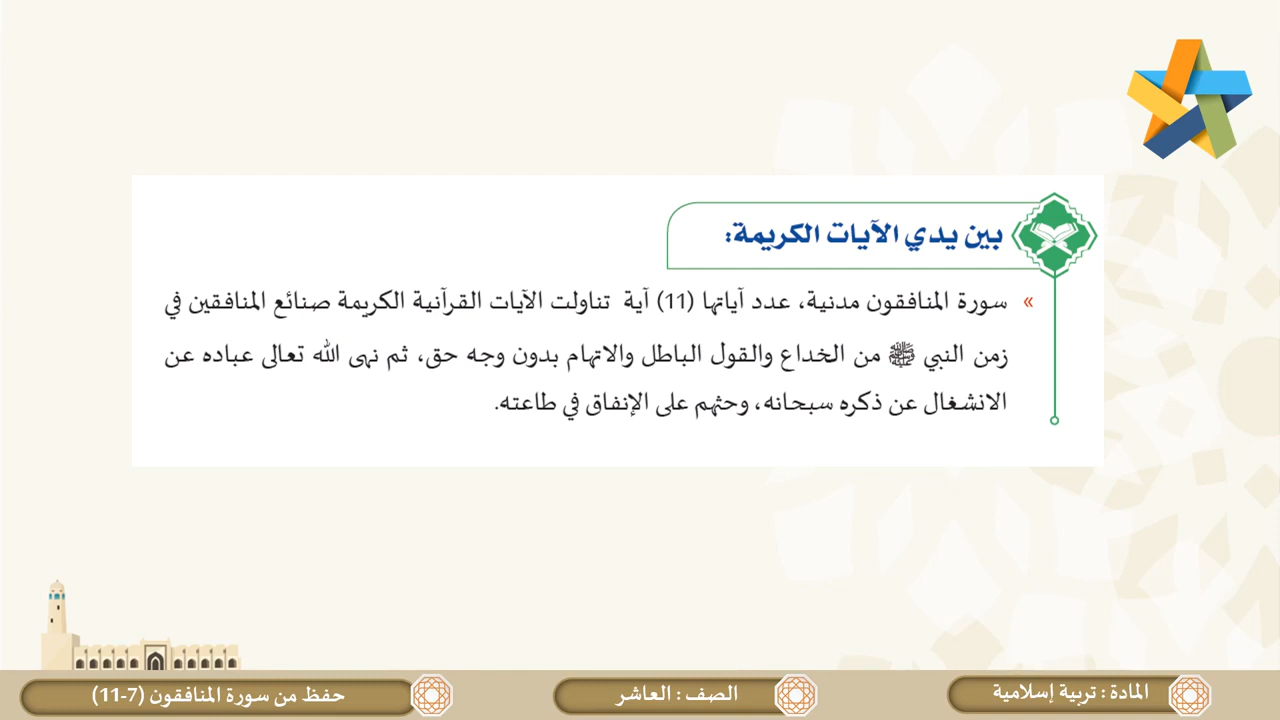 بين يدي الآيات الكريمة:
» سورة المنافقون مدنية، عدد آياتها (11) آية تناولت الآيات القرآنية الكريمة صنائع المنافقين في
زمن النبي ﷺ من الخداع والقول الباطل والاتهام بدون وجه حق، ثم نهى الله تعالى عباده عن
الانشغال عن ذكره سبحانه، وحثهم على الإنفاق في طاعته.
المادة : تربية إسلامية
الصف : العاشر
حفظ من سورة المنافقون (7-11)